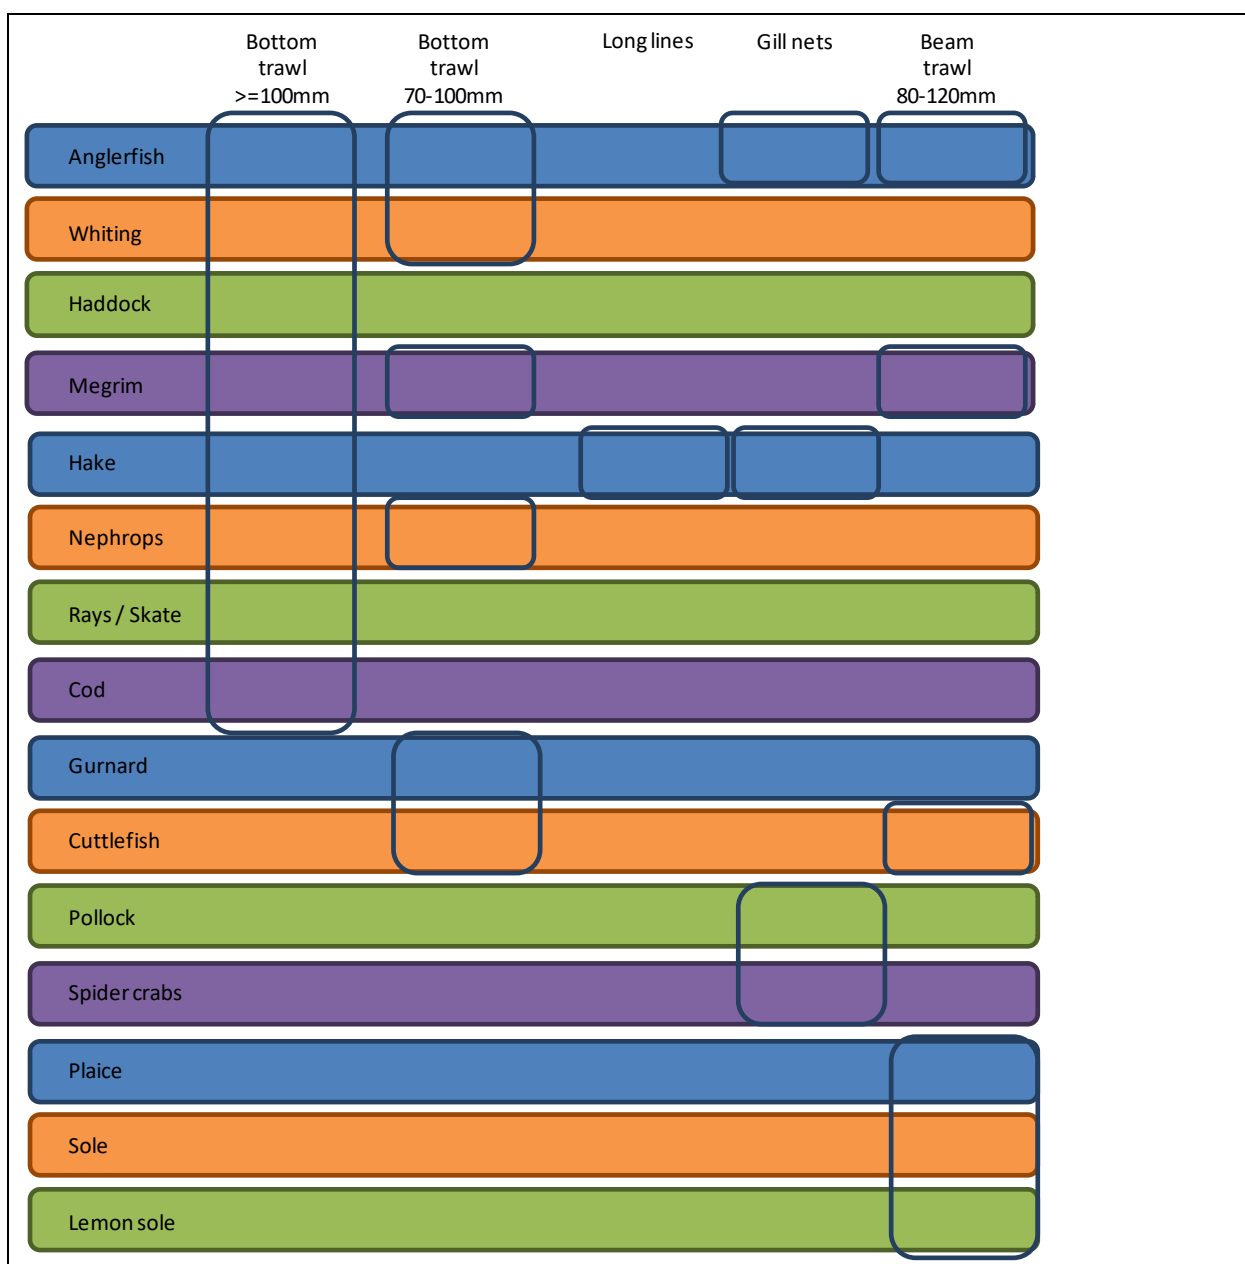 Bottom
trawl
>=100mm
Bottom
trawl
70-100mm
Long lines
Gill nets
Beam
trawl
80-120mm
Anglerfish
Whiting
Haddock
Megrim
Hake
Nephrops
Rays / Skate
Cod
Gurnard
Cuttlefish
Pollock
Spider crabs
Plaice
Sole
Lemon sole